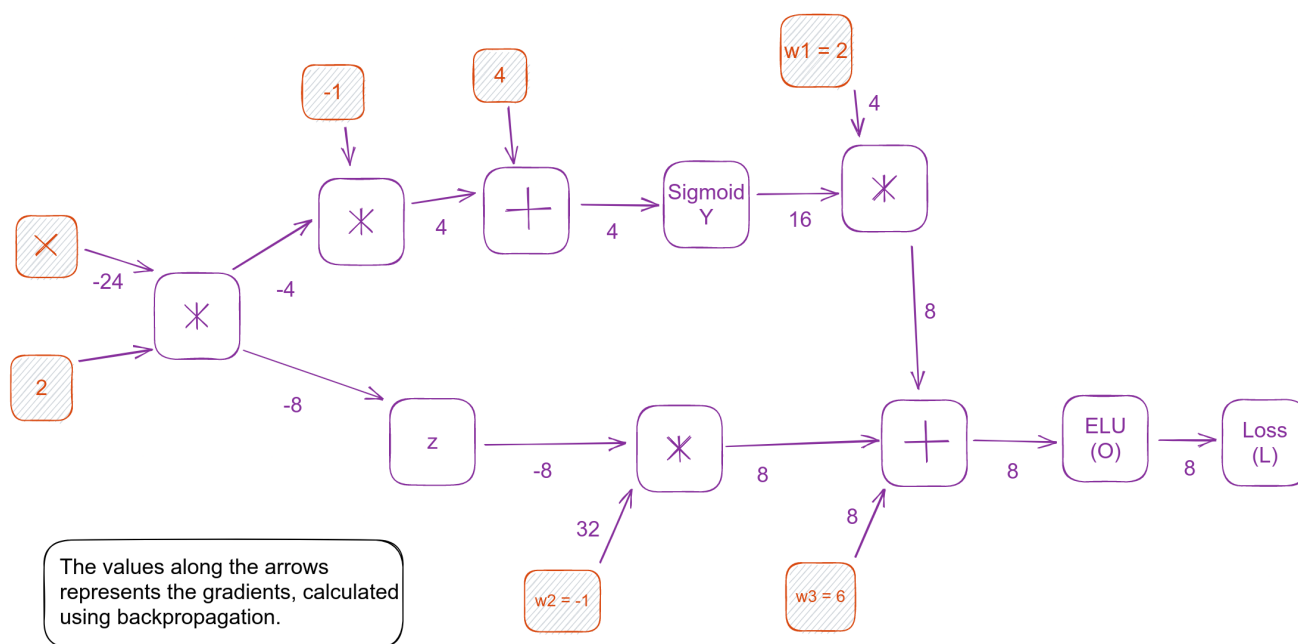 w1 = 2
4
-1
4
Sigmoid
Y
16
4
4
×
-24
-4
8
2
-8
z
-8
8
8
ELU
(O)
8
Loss
(L)
32
8
w2 = -1
w3 = 6
The values along the arrows
represents the gradients, calculated
using backpropagation.